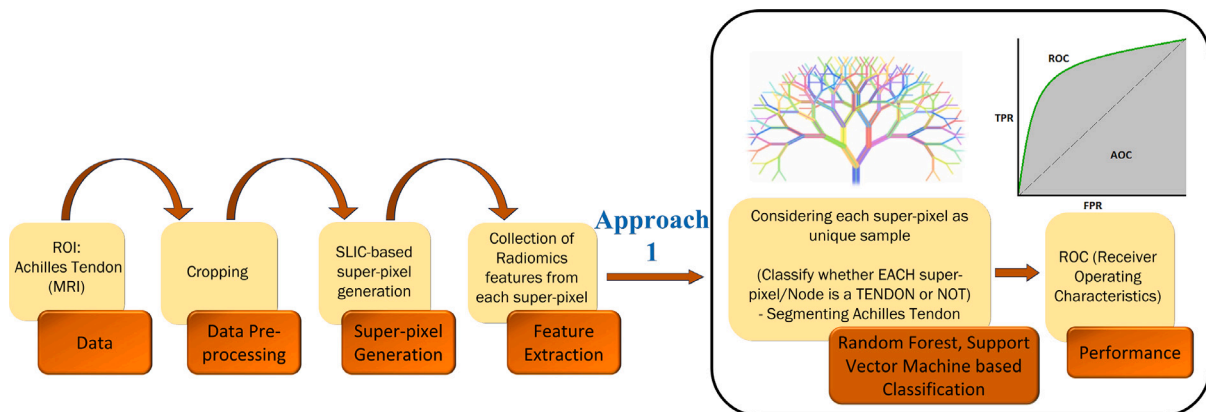 ROI:
Achilles Tendon
(MRI)
Data
Cropping
Data Pre-
processing
SLIC-based
super-pixel
generation
Super-pixel
Generation
Collection of
Radiomics
features from
each super-pixel
Feature
Extraction
Approach
1
Considering each super-pixel as
unique sample
(Classify whether EACH super-
pixel/Node is a TENDON or NOT)
- Segmenting Achilles Tendon
Random Forest, Support
Vector Machine based
Classification
ROC
TPR
AOC
FPR
ROC (Receiver
Operating
Characteristics)
Performance